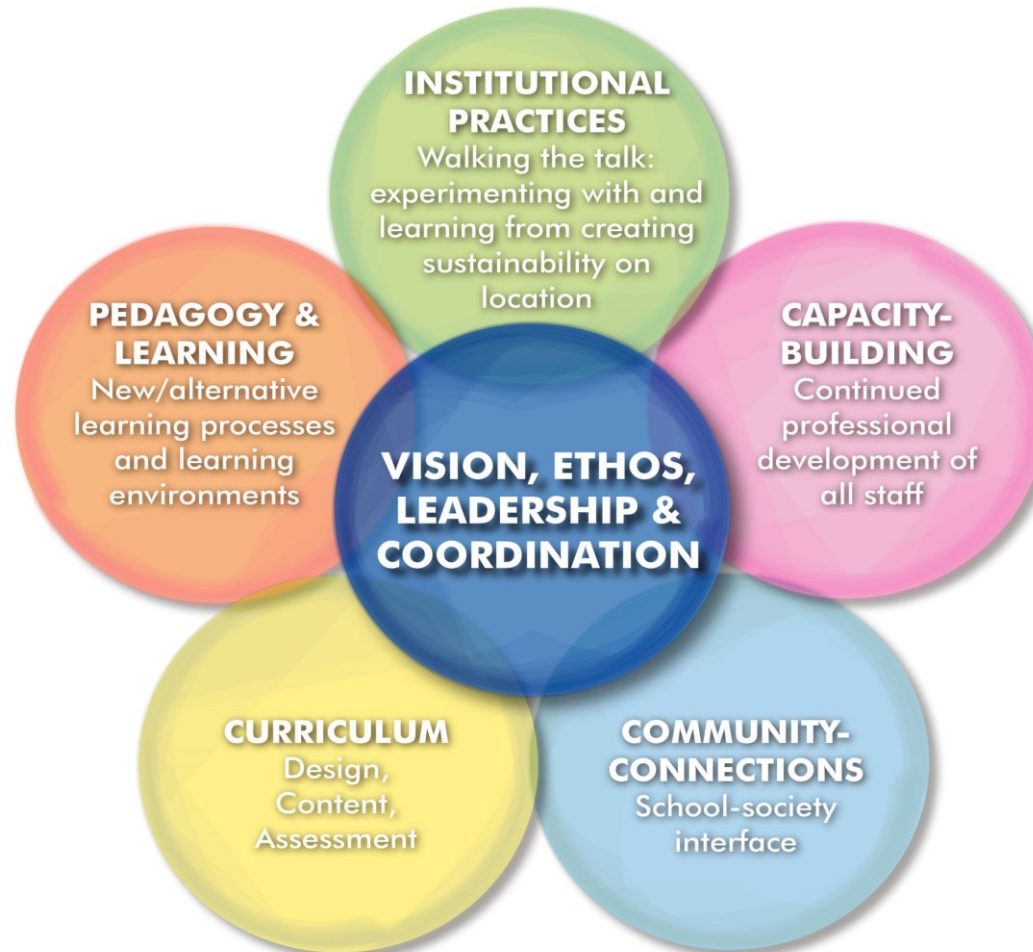 INSTITUTIONAL
PRACTICES
Walking the talk:
experimenting with and
learning from creating
sustainability on
location
PEDAGOGY &
LEARNING
New/alternative
learning processes
and learning
environments
CAPACITY-
BUILDING
Continued
professional
development of
all staff
VISION, ETHOS,
LEADERSHIP &
COORDINATION
CURRICULUM
Design,
Content,
Assessment
COMMUNITY-
CONNECTIONS
School-society
interface